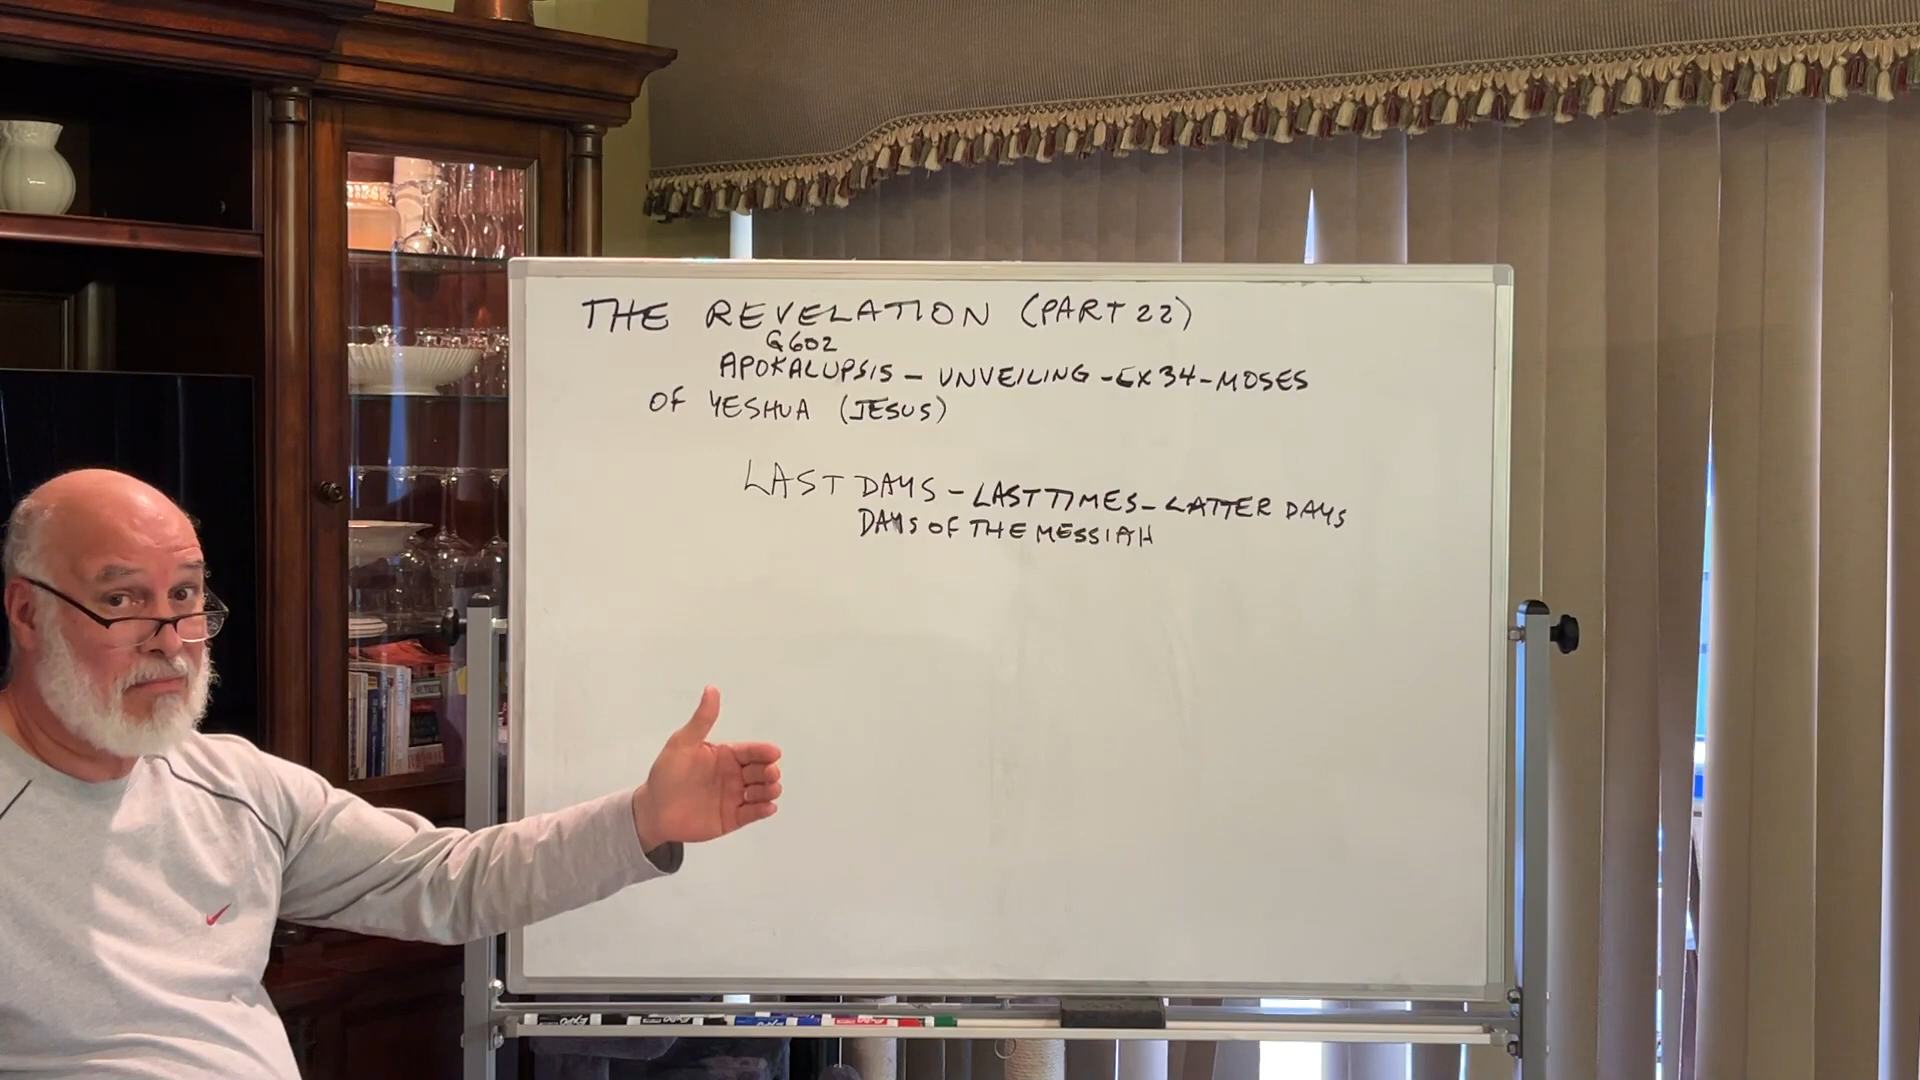 THE REVELATION (PART 22)
G602
APOKALUPSIS - UNVEILING - EX 34 - MOSES
OF YESHUA (JESUS)
LAST DAYS - LAST TIMES - LATTER DAYS
DAYS OF THE MESSIAH